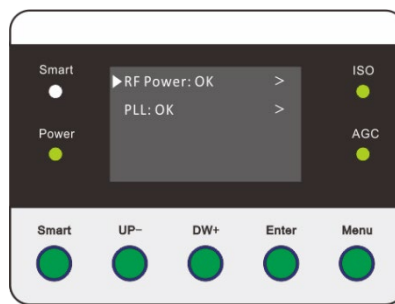 Smart
ISO
▶RF Power: OK >
PLL: OK >
Power
AGC
Smart UP− DW+ Enter Menu